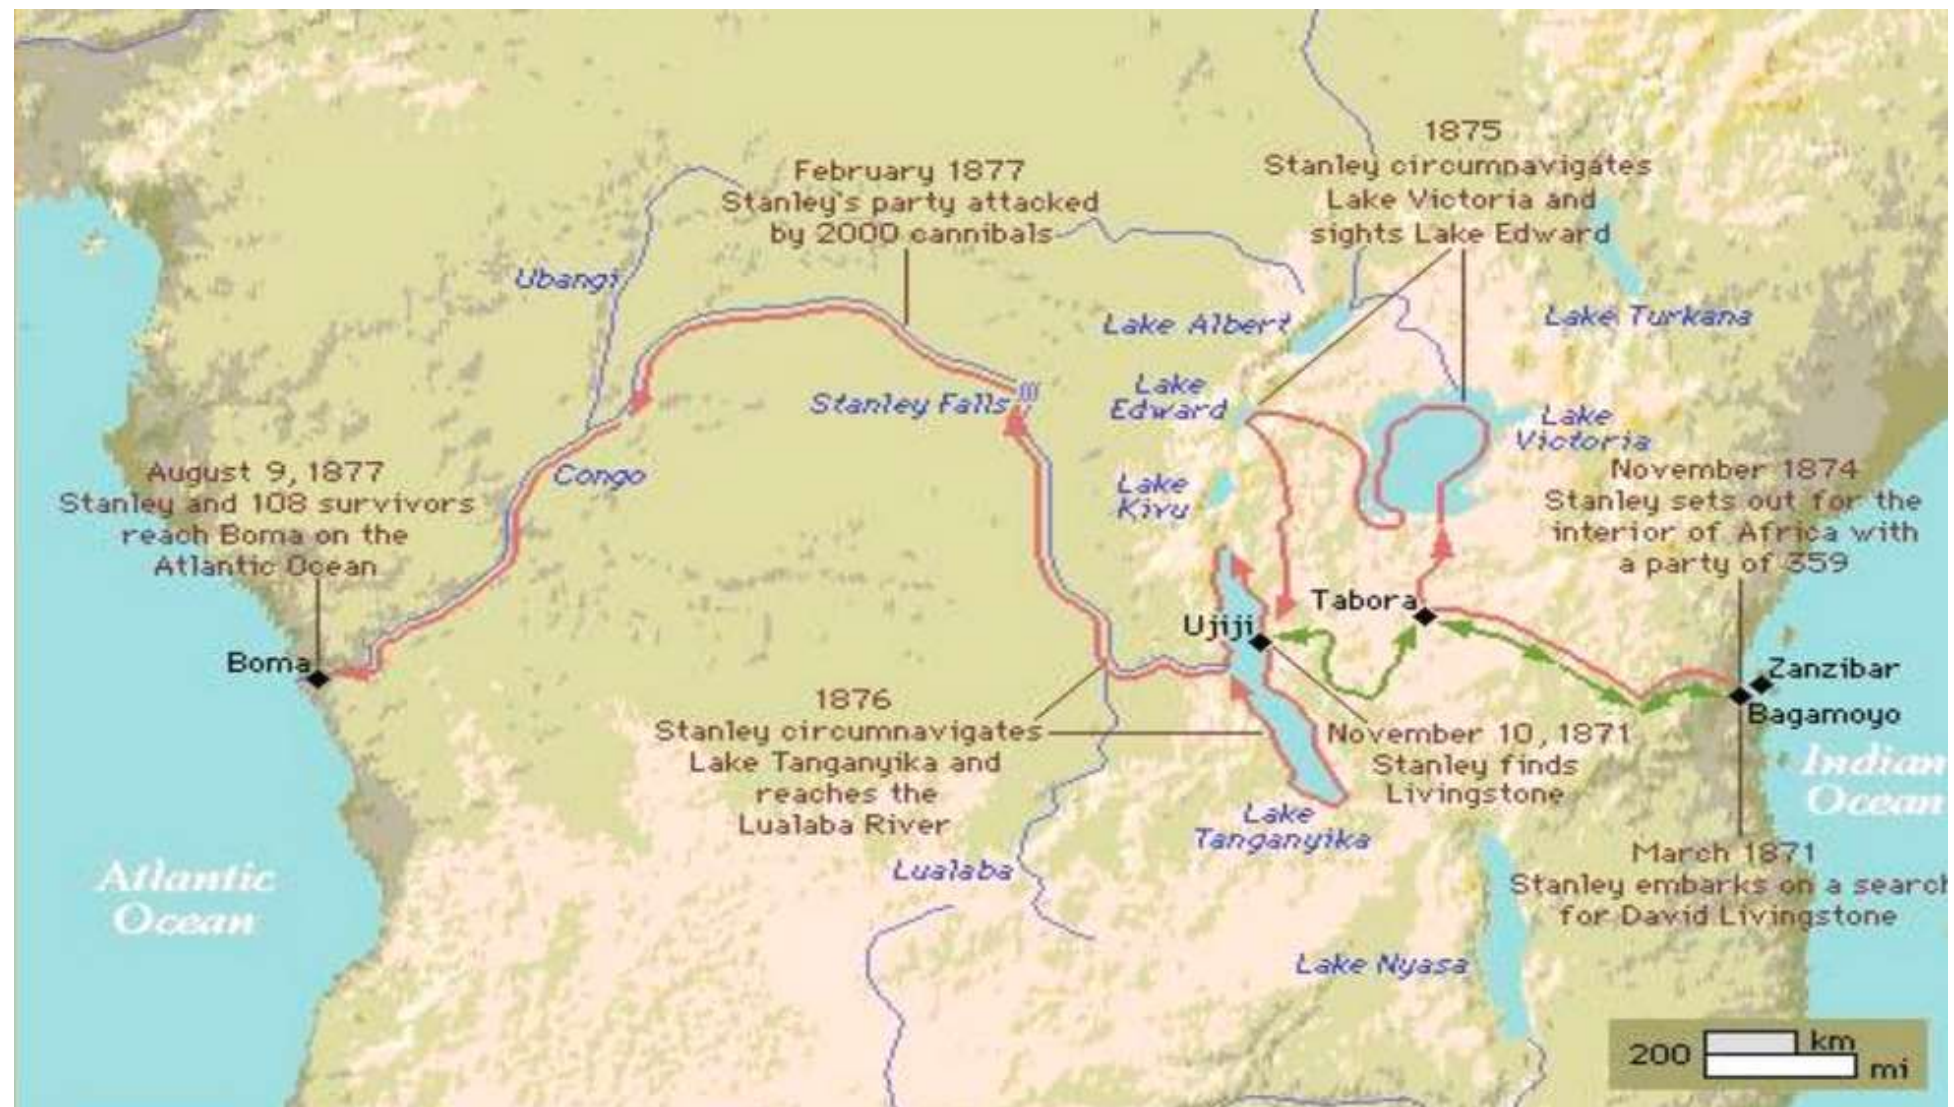 1875
Stanley circumnavigates
Lake Victoria and
sights Lake Edward
February 1877
Stanley's party attacked
by 2000 cannibals
Ubangi
Lake Albert
Lake Turkana
Lake
Edward
Stanley Falls
Lake
Victoria
August 9, 1877
Stanley and 108 survivors
reach Boma on the
Atlantic Ocean
Congo
Lake
Kivu
November 1874
Stanley sets out for the
interior of Africa with
a party of 359
Tabora
Ujiji
Boma
Zanzibar
Bagamoyo
1876
Stanley circumnavigates
Lake Tanganyika and
reaches the
Lualaba River
November 10, 1871
Stanley finds
Livingstone
Indian
Ocean
Lake
Tanganyika
Lualaba
Atlantic
Ocean
March 1871
Stanley embarks on a search
for David Livingstone
Lake Nyasa
200 km
mi